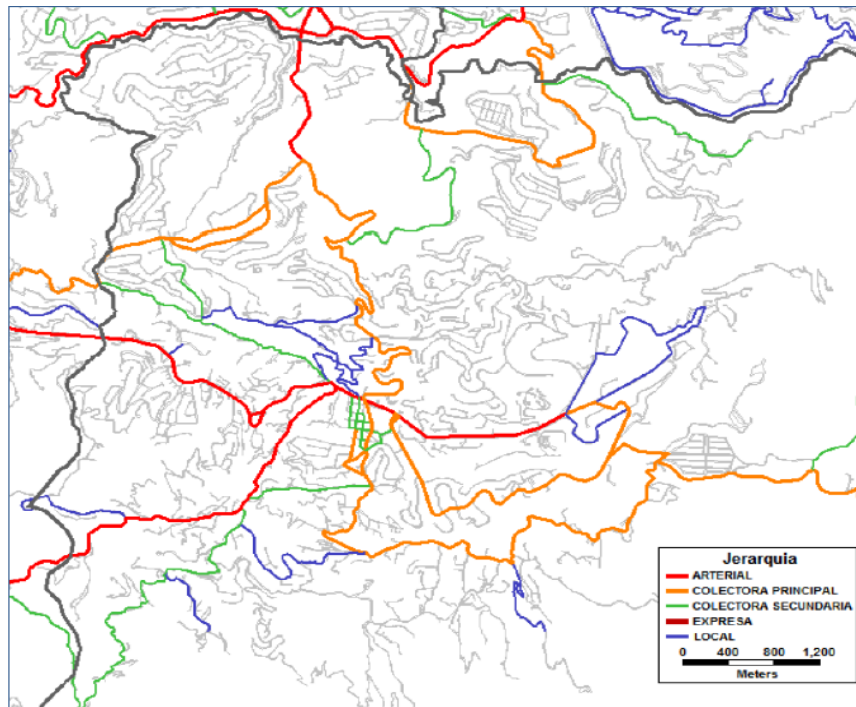 Jerarquia
ARTERIAL
COLECTORA PRINCIPAL
COLECTORA SECUNDARIA
EXPRESA
LOCAL
0 400 800 1,200
Meters